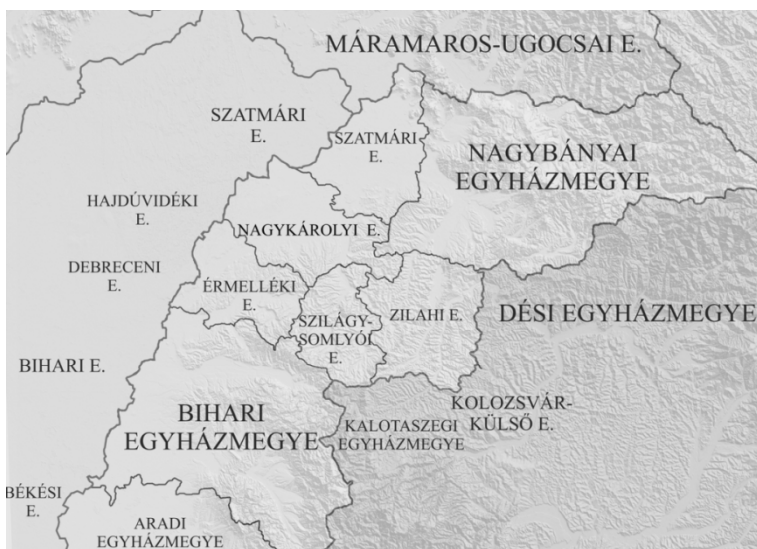 MÁRAMAROS-UGOCSAI E.
SZATMÁRI
E.
SZATMÁRI
E.
NAGYBÁNYAI
EGYHÁZMEGYE
HAJDÚVIDÉKI
E.
NAGYKÁROLYI E.
DEBRECENI
E.
ÉRMELLÉKI
E.
SZILÁGY-
SOMLYÓI
E.
ZILAHI E.
DÉSI EGYHÁZMEGYE
BIHARI E.
BIHARI
EGYHÁZMEGYE
KALOTASZEGI
EGYHÁZMEGYE
KOLOZSVÁR-
KÜLSŐ E.
BÉKÉSI
E.
ARADI
EGYHÁZMEGYE